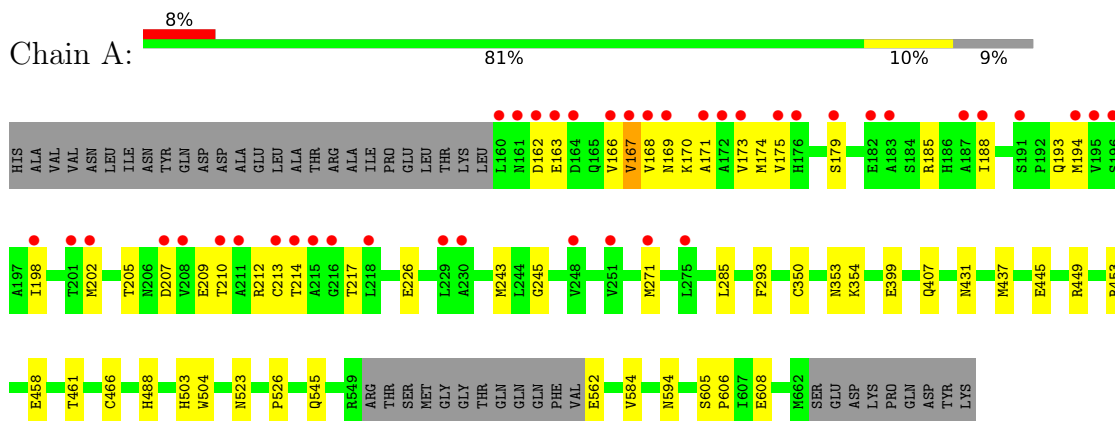 8%
Chain A:
81% 10% 9%
HIS ALA VAL VAL ASN LEU ILE ASN TYR GLN ASP ASP ALA GLU LEU ALA THR ARG ALA ILE PRO GLU LEU THR LYS LEU L160 N161 D162 E163 D164 Q165 V166 V167 V168 N169 K170 A171 A172 V173 M174 V175 H176 S179 E182 A183 S184 R185 H186 A187 I188 S191 P192 Q193 M194 V195 S196
A197 I198 T201 M202 T205 N206 D207 V208 E209 T210 A211 R212 C213 T214 A215 G216 T217 L218 E226 L229 A230 M243 L244 G245 V248 V251 M271 L275 L285 F293 C350 N353 K354 E399 Q407 N431 M437 E445 R449 R453
E458 T461 C466 H488 H503 W504 N523 P526 Q545 R549 ARG THR SER MET GLY GLY THR GLN GLN GLN PHE VAL E562 V584 N594 S605 P606 I607 E608 M662 SER GLU ASP LYS PRO GLN ASP TYR LYS